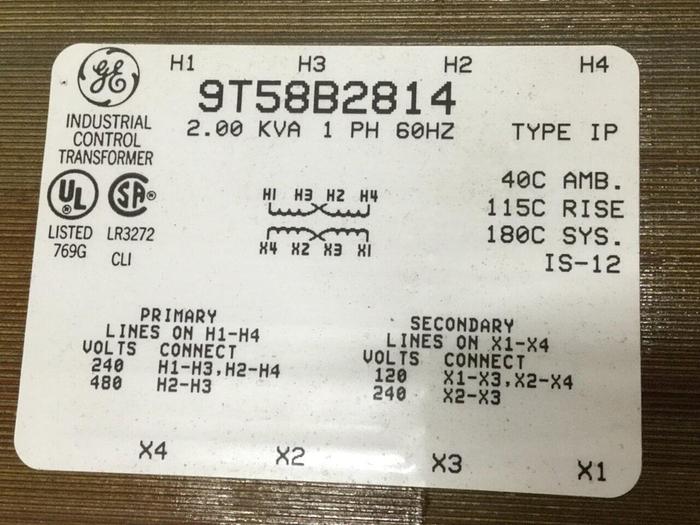 H1 H3 H2 H4
GE
9T58B2814
2.00 KVA 1 PH 60HZ TYPE IP
INDUSTRIAL
CONTROL
TRANSFORMER
UL ® SA ®
LISTED LR3272
769G CLI
H1 H3 H2 H4
X4 X2 X3 X1
40C AMB.
115C RISE
180C SYS.
IS-12
PRIMARY
LINES ON H1-H4
VOLTS CONNECT
240 H1-H3,H2-H4
480 H2-H3
SECONDARY
LINES ON X1-X4
VOLTS CONNECT
120 X1-X3,X2-X4
240 X2-X3
X4 X2 X3 X1